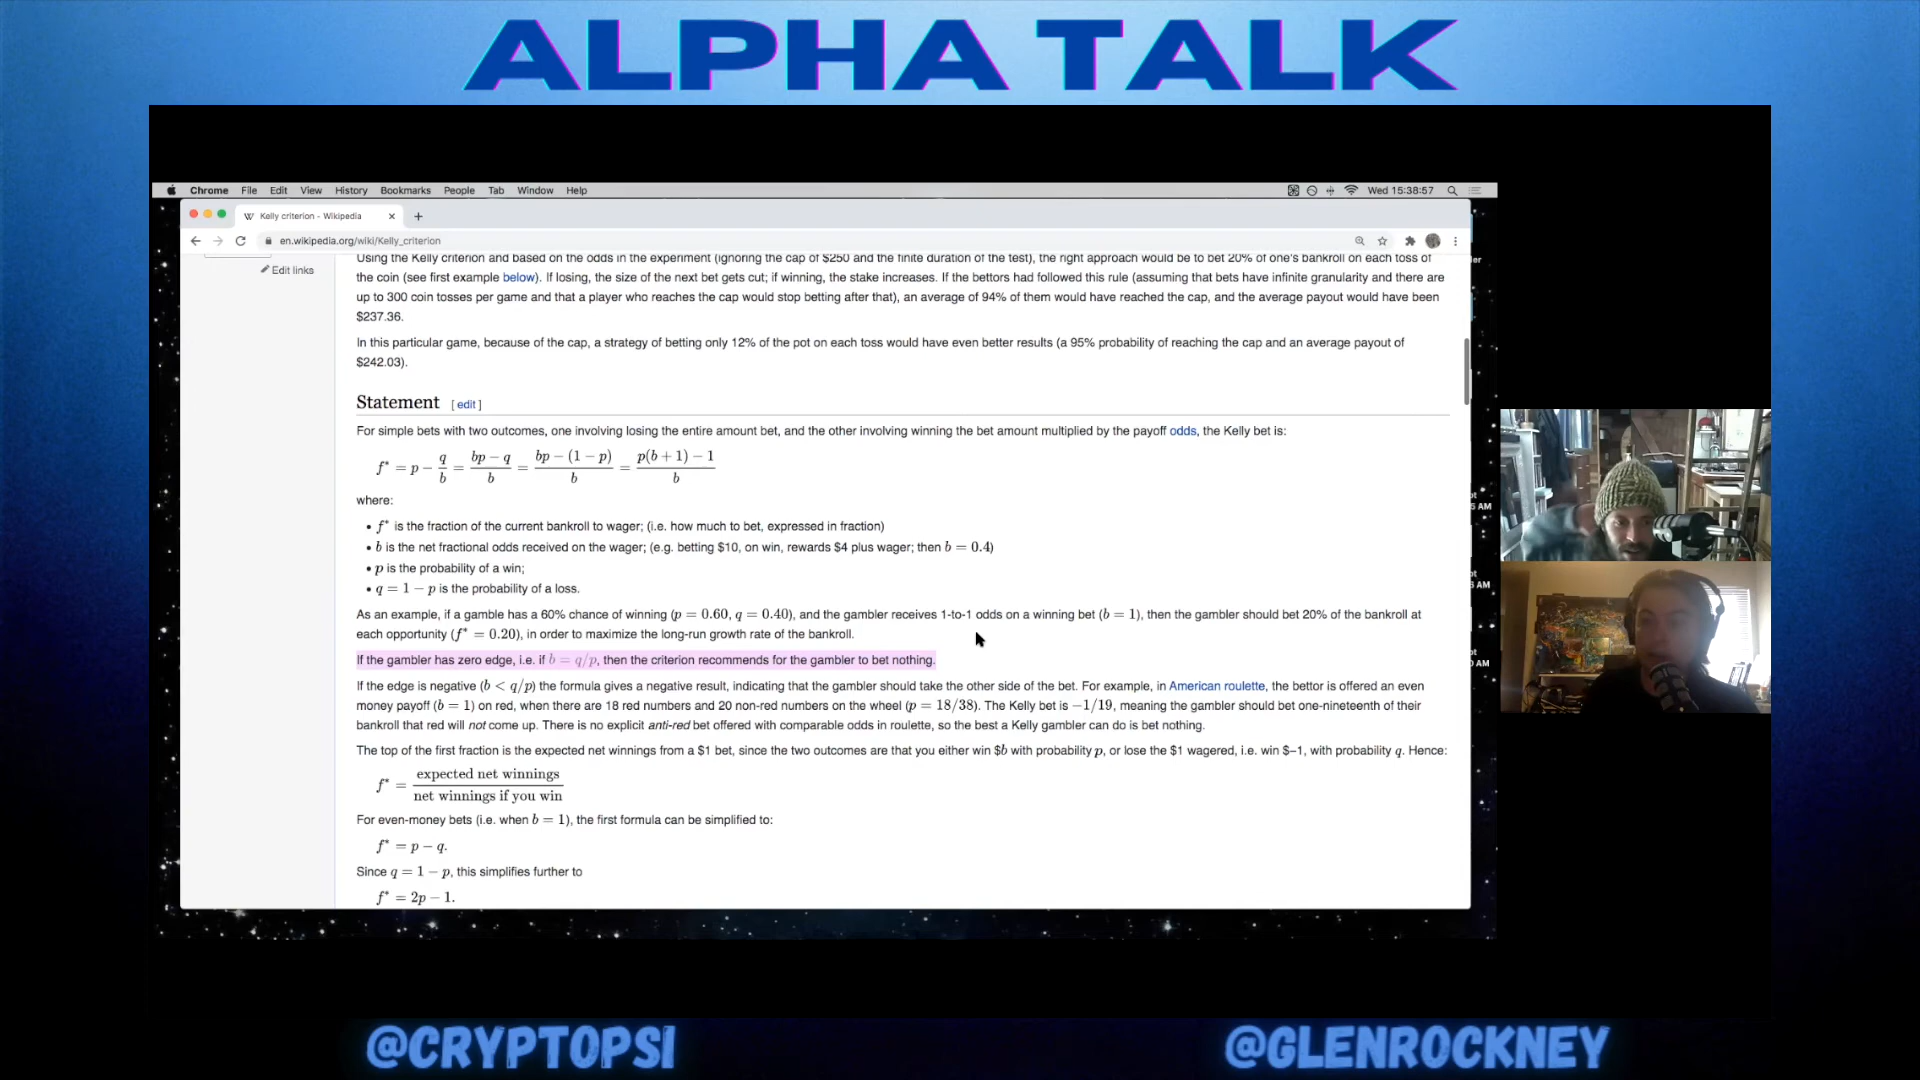 ALPHA TALK
Chrome File Edit View History Bookmarks People Tab Window Help
Wed 15:38:57
W Kelly criterion - Wikipedia × +
en.wikipedia.org/wiki/Kelly_criterion
Edit links
Using the Kelly criterion and based on the odds in the experiment (ignoring the cap of $250 and the finite duration of the test), the right approach would be to bet 20% of one's bankroll on each toss of
the coin (see first example below). If losing, the size of the next bet gets cut; if winning, the stake increases. If the bettors had followed this rule (assuming that bets have infinite granularity and there are
up to 300 coin tosses per game and that a player who reaches the cap would stop betting after that), an average of 94% of them would have reached the cap, and the average payout would have been
$237.36.
In this particular game, because of the cap, a strategy of betting only 12% of the pot on each toss would have even better results (a 95% probability of reaching the cap and an average payout of
$242.03).
Statement [ edit ]
For simple bets with two outcomes, one involving losing the entire amount bet, and the other involving winning the bet amount multiplied by the payoff odds, the Kelly bet is:
f* = p − q/b = (bp − q)/b = (bp − (1 − p))/b = (p(b + 1) − 1)/b
where:
• f* is the fraction of the current bankroll to wager; (i.e. how much to bet, expressed in fraction)
• b is the net fractional odds received on the wager; (e.g. betting $10, on win, rewards $4 plus wager; then b = 0.4)
• p is the probability of a win;
• q = 1 − p is the probability of a loss.
As an example, if a gamble has a 60% chance of winning (p = 0.60, q = 0.40), and the gambler receives 1-to-1 odds on a winning bet (b = 1), then the gambler should bet 20% of the bankroll at
each opportunity (f* = 0.20), in order to maximize the long-run growth rate of the bankroll.
If the gambler has zero edge, i.e. if b = q/p, then the criterion recommends for the gambler to bet nothing.
If the edge is negative (b < q/p) the formula gives a negative result, indicating that the gambler should take the other side of the bet. For example, in American roulette, the bettor is offered an even
money payoff (b = 1) on red, when there are 18 red numbers and 20 non-red numbers on the wheel (p = 18/38). The Kelly bet is −1/19, meaning the gambler should bet one-nineteenth of their
bankroll that red will not come up. There is no explicit anti-red bet offered with comparable odds in roulette, so the best a Kelly gambler can do is bet nothing.
The top of the first fraction is the expected net winnings from a $1 bet, since the two outcomes are that you either win $b with probability p, or lose the $1 wagered, i.e. win $−1, with probability q. Hence:
f* = expected net winnings / net winnings if you win
For even-money bets (i.e. when b = 1), the first formula can be simplified to:
f* = p − q.
Since q = 1 − p, this simplifies further to
f* = 2p − 1.
@CRYPTOPSI
@GLENROCKNEY